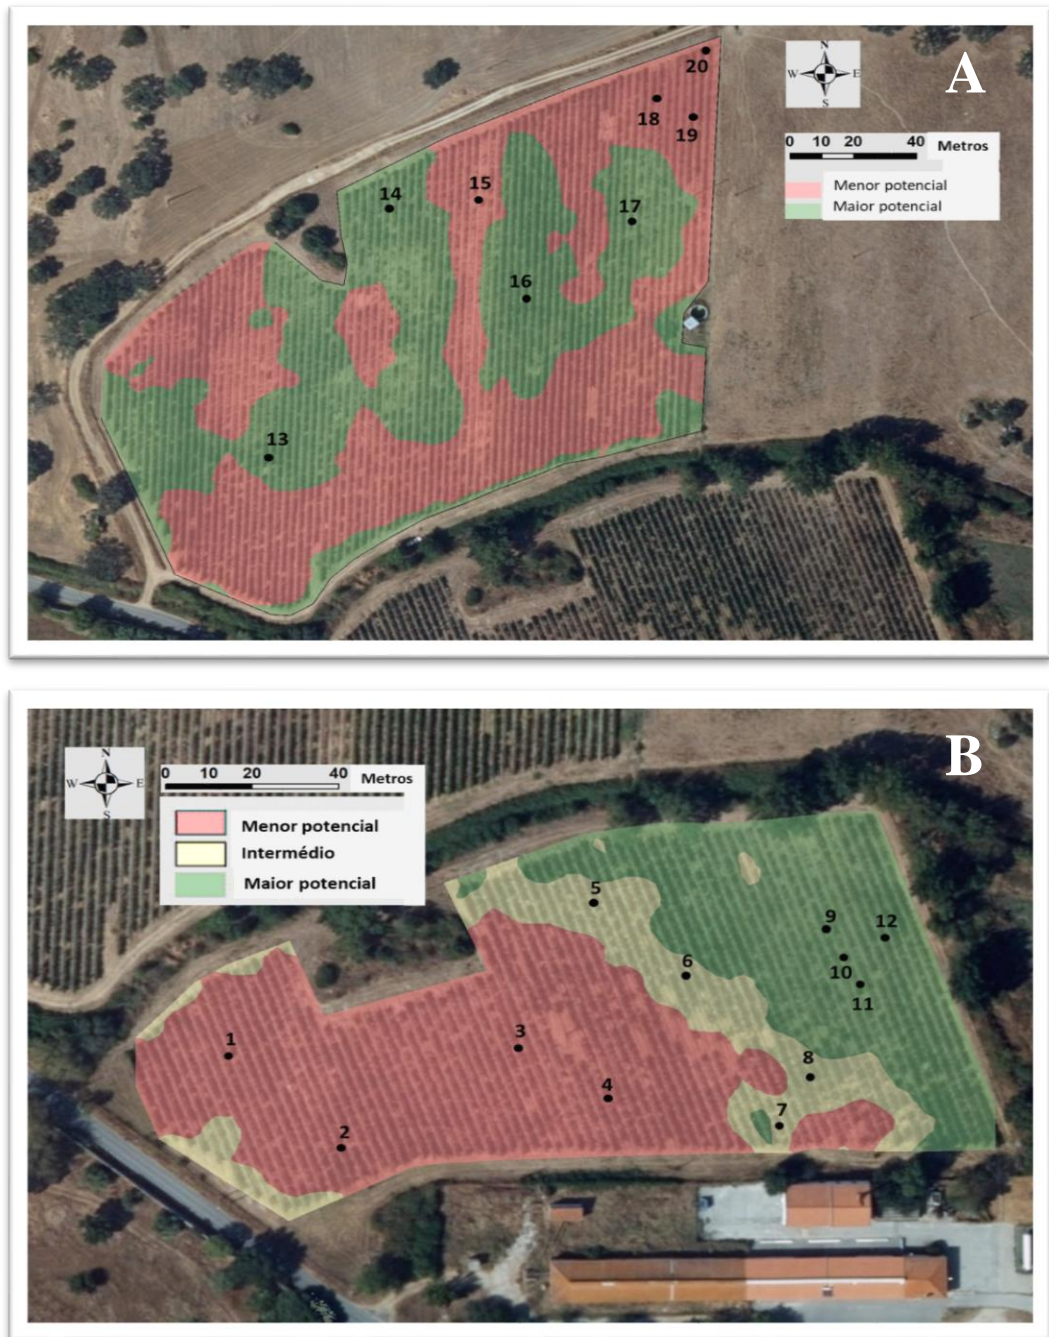 A
N
W E
S
0 10 20 40 Metros
Menor potencial
Maior potencial
20
18
19
15
14
17
16
13
B
N
W E
S
0 10 20 40 Metros
Menor potencial
Intermédio
Maior potencial
5
9
12
6
10
11
1
3
8
4
7
2